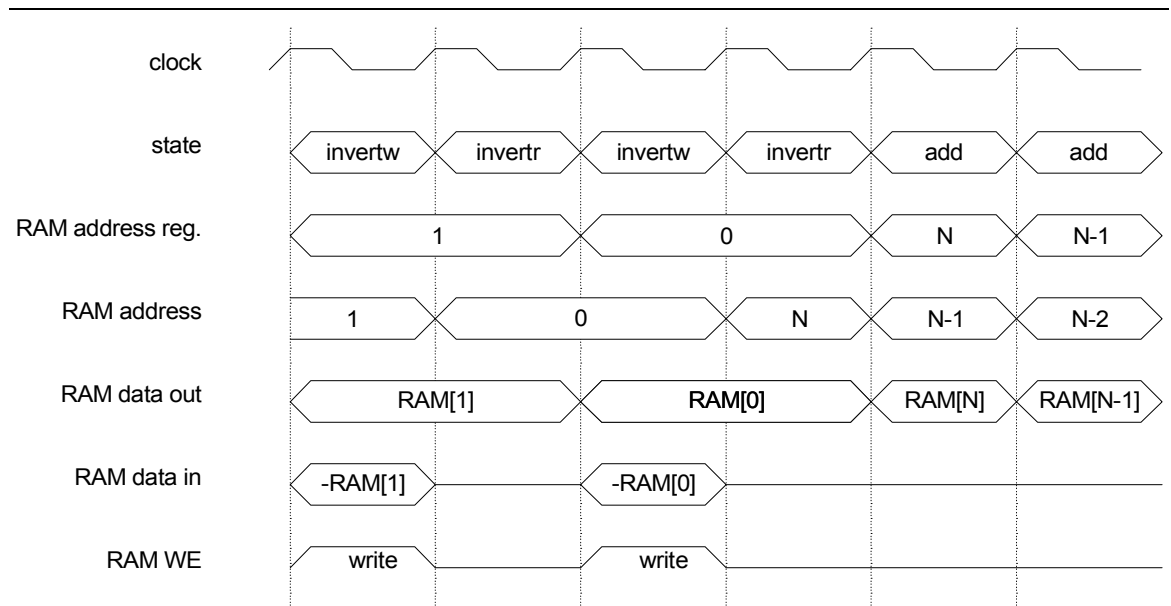 clock
state invertw invertr invertw invertr add add
RAM address reg. 1 0 N N-1
RAM address 1 0 N N-1 N-2
RAM data out RAM[1] RAM[0] RAM[N] RAM[N-1]
RAM data in -RAM[1] -RAM[0]
RAM WE write write